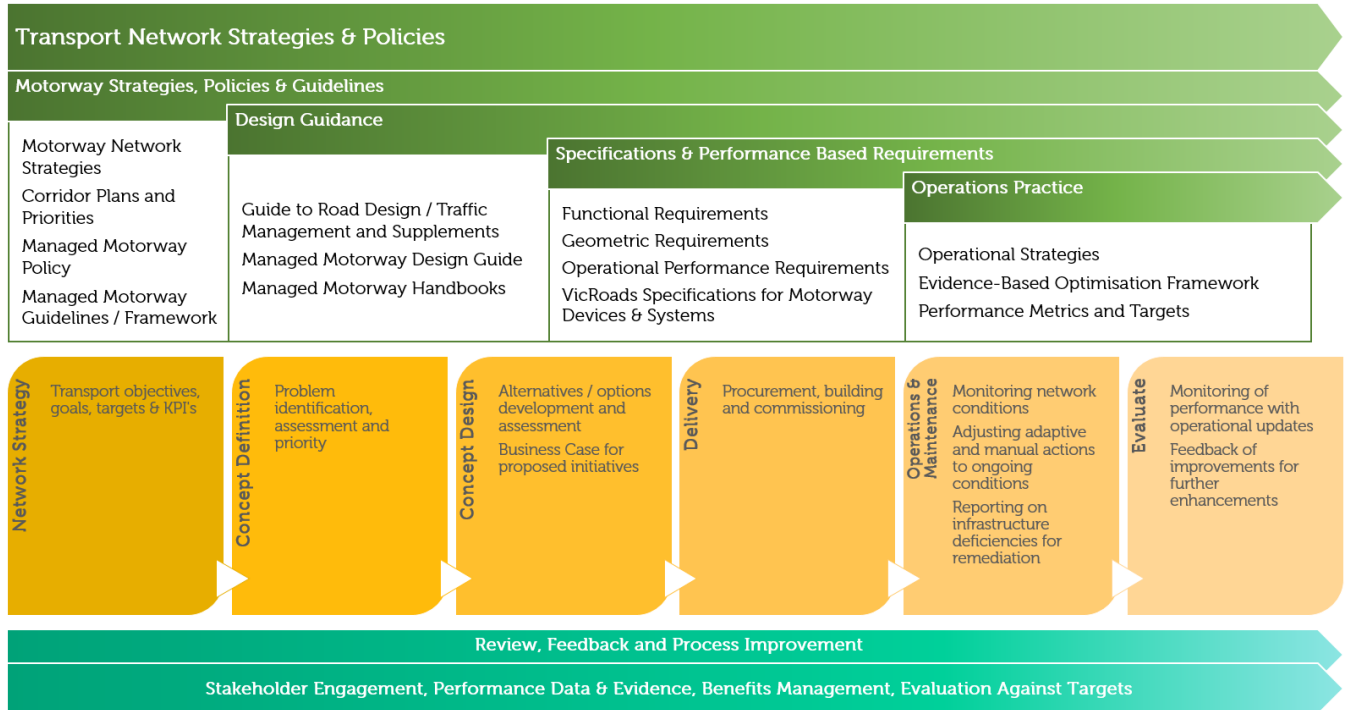 Transport Network Strategies & Policies
Motorway Strategies, Policies & Guidelines
Design Guidance
Specifications & Performance Based Requirements
Operations Practice
Motorway Network
Strategies
Corridor Plans and
Priorities
Managed Motorway
Policy
Managed Motorway
Guidelines / Framework
Guide to Road Design / Traffic
Management and Supplements
Managed Motorway Design Guide
Managed Motorway Handbooks
Functional Requirements
Geometric Requirements
Operational Performance Requirements
VicRoads Specifications for Motorway
Devices & Systems
Operational Strategies
Evidence-Based Optimisation Framework
Performance Metrics and Targets
Network Strategy
Transport objectives,
goals, targets & KPI's
Concept Definition
Problem
identification,
assessment and
priority
Concept Design
Alternatives / options
development and
assessment
Business Case for
proposed initiatives
Delivery
Procurement, building
and commissioning
Operations &
Maintenance
Monitoring network
conditions
Adjusting adaptive
and manual actions
to ongoing
conditions
Reporting on
infrastructure
deficiencies for
remediation
Evaluate
Monitoring of
performance with
operational updates
Feedback of
improvements for
further
enhancements
Review, Feedback and Process Improvement
Stakeholder Engagement, Performance Data & Evidence, Benefits Management, Evaluation Against Targets